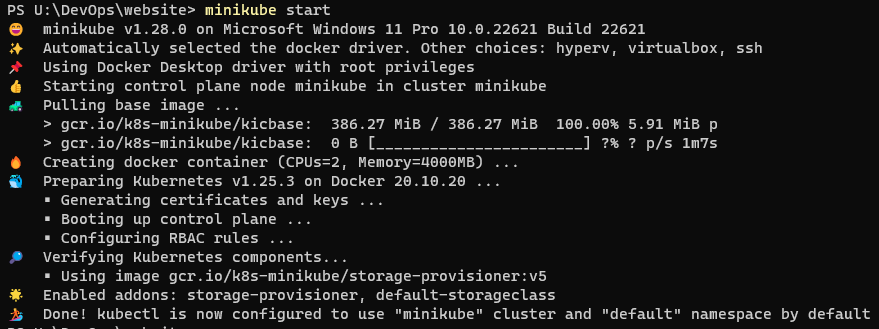 PS U:\DevOps\website> minikube start
😄 minikube v1.28.0 on Microsoft Windows 11 Pro 10.0.22621 Build 22621
✨ Automatically selected the docker driver. Other choices: hyperv, virtualbox, ssh
📌 Using Docker Desktop driver with root privileges
👍 Starting control plane node minikube in cluster minikube
🚜 Pulling base image ...
> gcr.io/k8s-minikube/kicbase: 386.27 MiB / 386.27 MiB 100.00% 5.91 MiB p
> gcr.io/k8s-minikube/kicbase: 0 B [________________________] ?% ? p/s 1m7s
🔥 Creating docker container (CPUs=2, Memory=4000MB) ...
🐳 Preparing Kubernetes v1.25.3 on Docker 20.10.20 ...
▪ Generating certificates and keys ...
▪ Booting up control plane ...
▪ Configuring RBAC rules ...
🔎 Verifying Kubernetes components...
▪ Using image gcr.io/k8s-minikube/storage-provisioner:v5
🌟 Enabled addons: storage-provisioner, default-storageclass
🏄 Done! kubectl is now configured to use "minikube" cluster and "default" namespace by default